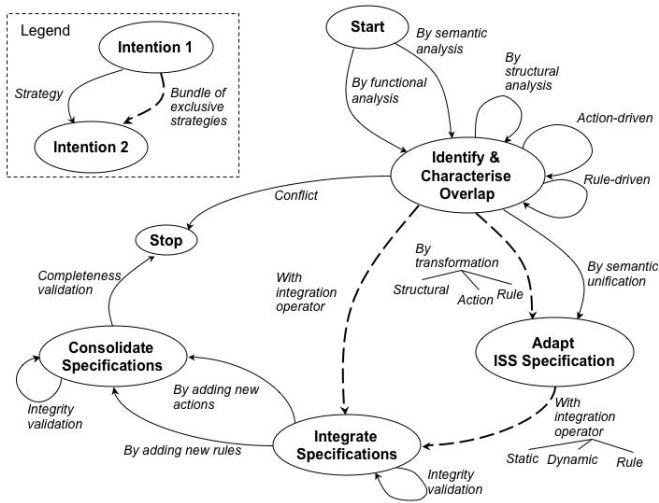 Legend
Intention 1
Strategy
Bundle of
exclusive
strategies
Intention 2
Start
By semantic
analysis
By functional
analysis
By
structural
analysis
Action-driven
Rule-driven
Identify &
Characterise
Overlap
Conflict
Stop
Completeness
validation
With
integration
operator
By
transformation
Structural
Action
Rule
By semantic
unification
Consolidate
Specifications
Adapt
ISS Specification
Integrity
validation
By adding new
actions
By adding new rules
Integrate
Specifications
Integrity
validation
With
integration
operator
Static
Dynamic
Rule